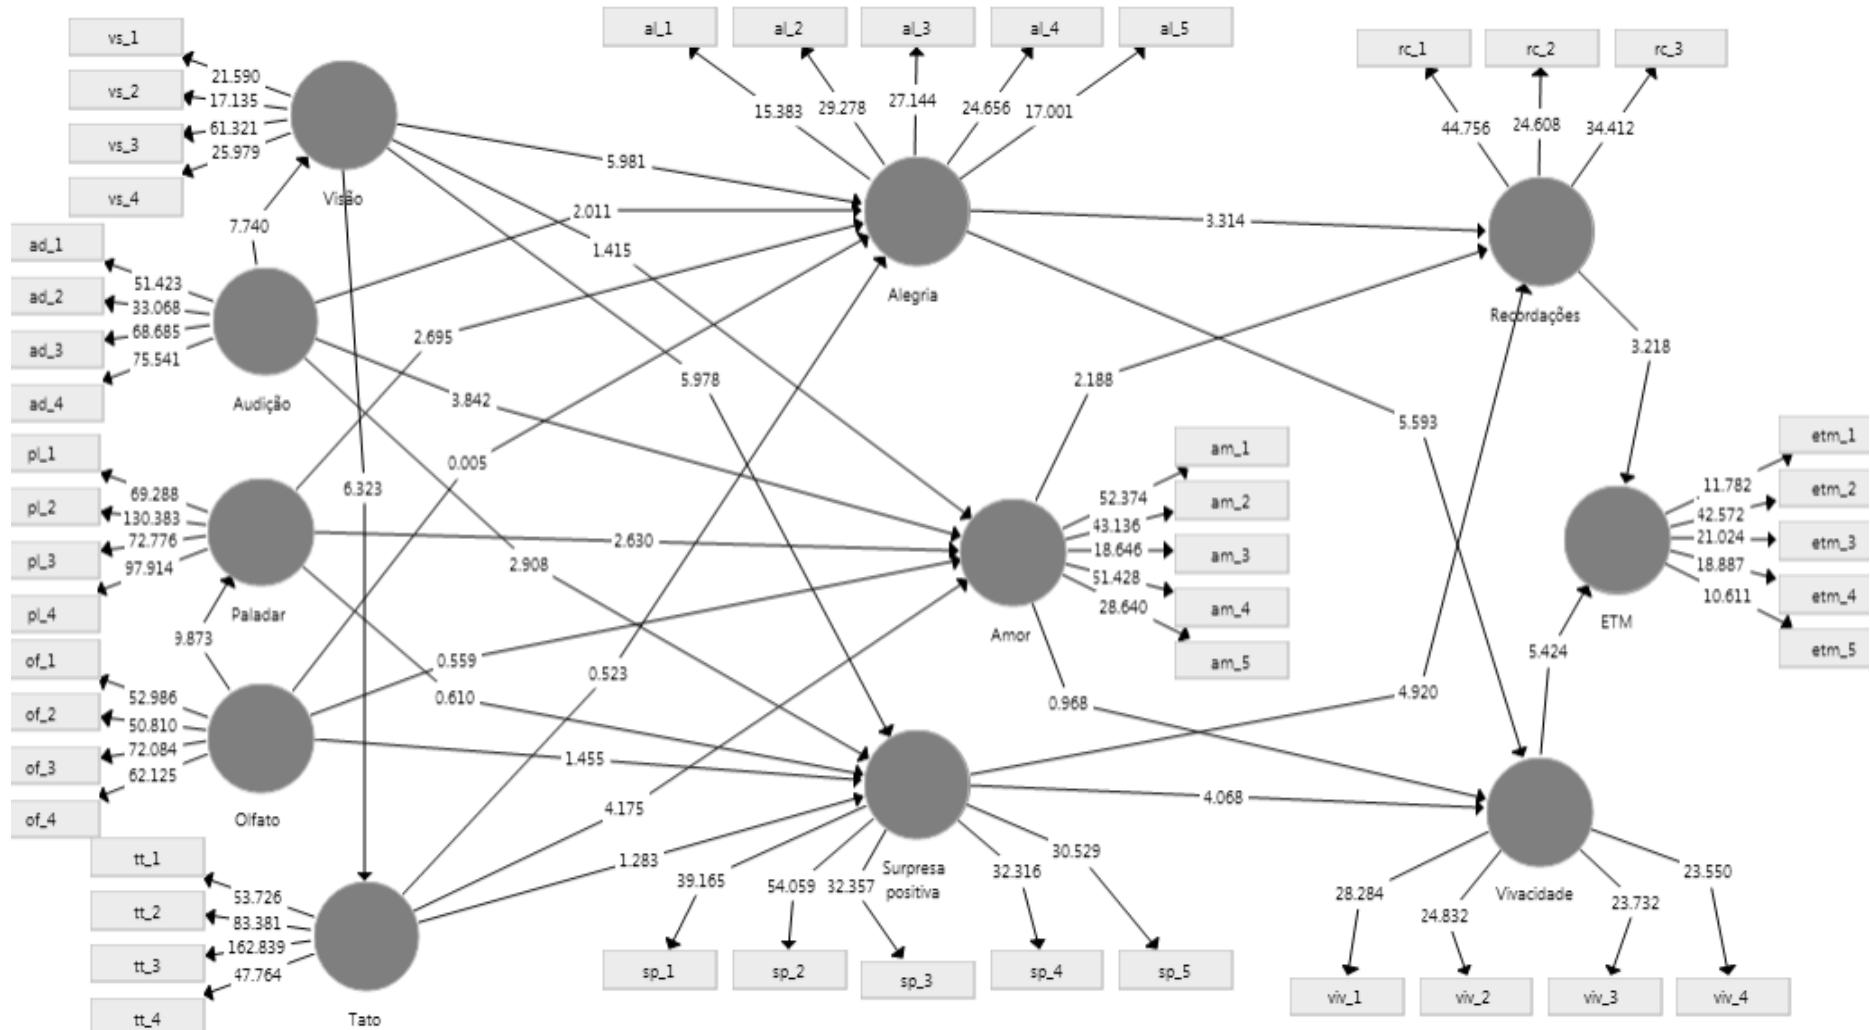 vs_1
vs_2
vs_3
vs_4
21.590
17.135
61.321
25.979
Visão
7.740
ad_1
ad_2
ad_3
ad_4
51.423
33.068
68.685
75.541
Audição
pl_1
pl_2
pl_3
pl_4
69.288
130.383
72.776
97.914
Paladar
9.873
of_1
of_2
of_3
of_4
52.986
50.810
72.084
62.125
Olfato
tt_1
tt_2
tt_3
tt_4
53.726
83.381
162.839
47.764
Tato
6.323
5.981
2.011
1.415
2.695
5.978
3.842
0.005
2.630
2.908
0.559
0.523
0.610
1.455
4.175
1.283
al_1
al_2
al_3
al_4
al_5
15.383
29.278
27.144
24.656
17.001
Alegria
am_1
am_2
am_3
am_4
am_5
52.374
43.136
18.646
51.428
28.640
Amor
Surpresa
positiva
39.165
54.059
32.357
32.316
30.529
sp_1
sp_2
sp_3
sp_4
sp_5
3.314
2.188
5.593
4.920
0.968
4.068
rc_1
rc_2
rc_3
44.756
24.608
34.412
Recordações
3.218
etm_1
etm_2
etm_3
etm_4
etm_5
11.782
42.572
21.024
18.887
10.611
ETM
5.424
Vivacidade
28.284
24.832
23.732
23.550
viv_1
viv_2
viv_3
viv_4